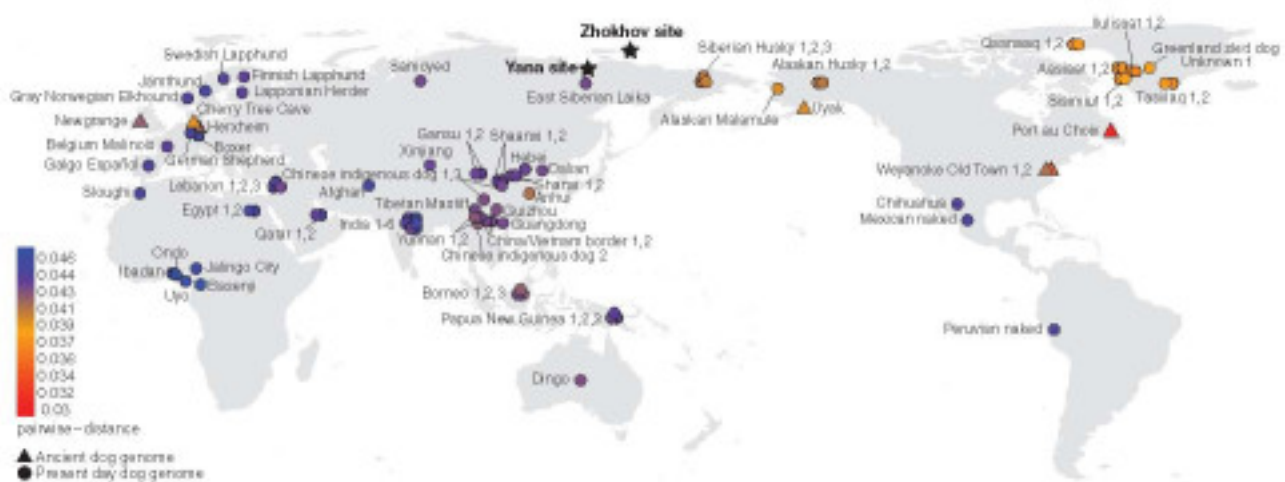 Zhokhov site
Yana site
Swedish Lapphund
Jämthund
Finnish Lapphund
Gray Norwegian Elkhound
Lapponian Herder
Samoyed
East Siberian Laika
Siberian Husky 1,2,3
Alaskan Husky 1,2
Alaskan Malamute
Uyak
Qaanaaq 1,2
Ilulissat 1,2
Greenland sled dog
Unknown 1
Aasiaat 1,2
Sisimiut 1,2
Tasiilaq 1,2
Port au Choix
Weyanoke Old Town 1,2
Newgrange
Cherry Tree Cave
Herxheim
Belgium Malinois
Boxer
German Shepherd
Galgo Español
Sloughi
Lebanon 1,2,3
Egypt 1,2
Qatar 1,2
Afghan
India 1-6
Xinjiang
Gansu 1,2
Shaanxi 1,2
Hebei
Dalian
Chinese indigenous dog 1,3
Shanxi 1,2
Anhui
Tibetan Mastiff
Guizhou
Guangdong
Yunnan 1,2
China/Vietnam border 1,2
Chinese indigenous dog 2
Ondo
Ibadan
Jalingo City
Uyo
Basenji
Borneo 1,2,3
Papua New Guinea 1,2,3
Dingo
Chihuahua
Mexican naked
Peruvian naked
0.046
0.044
0.043
0.041
0.039
0.037
0.036
0.034
0.032
0.03
pairwise-distance
Ancient dog genome
Present day dog genome